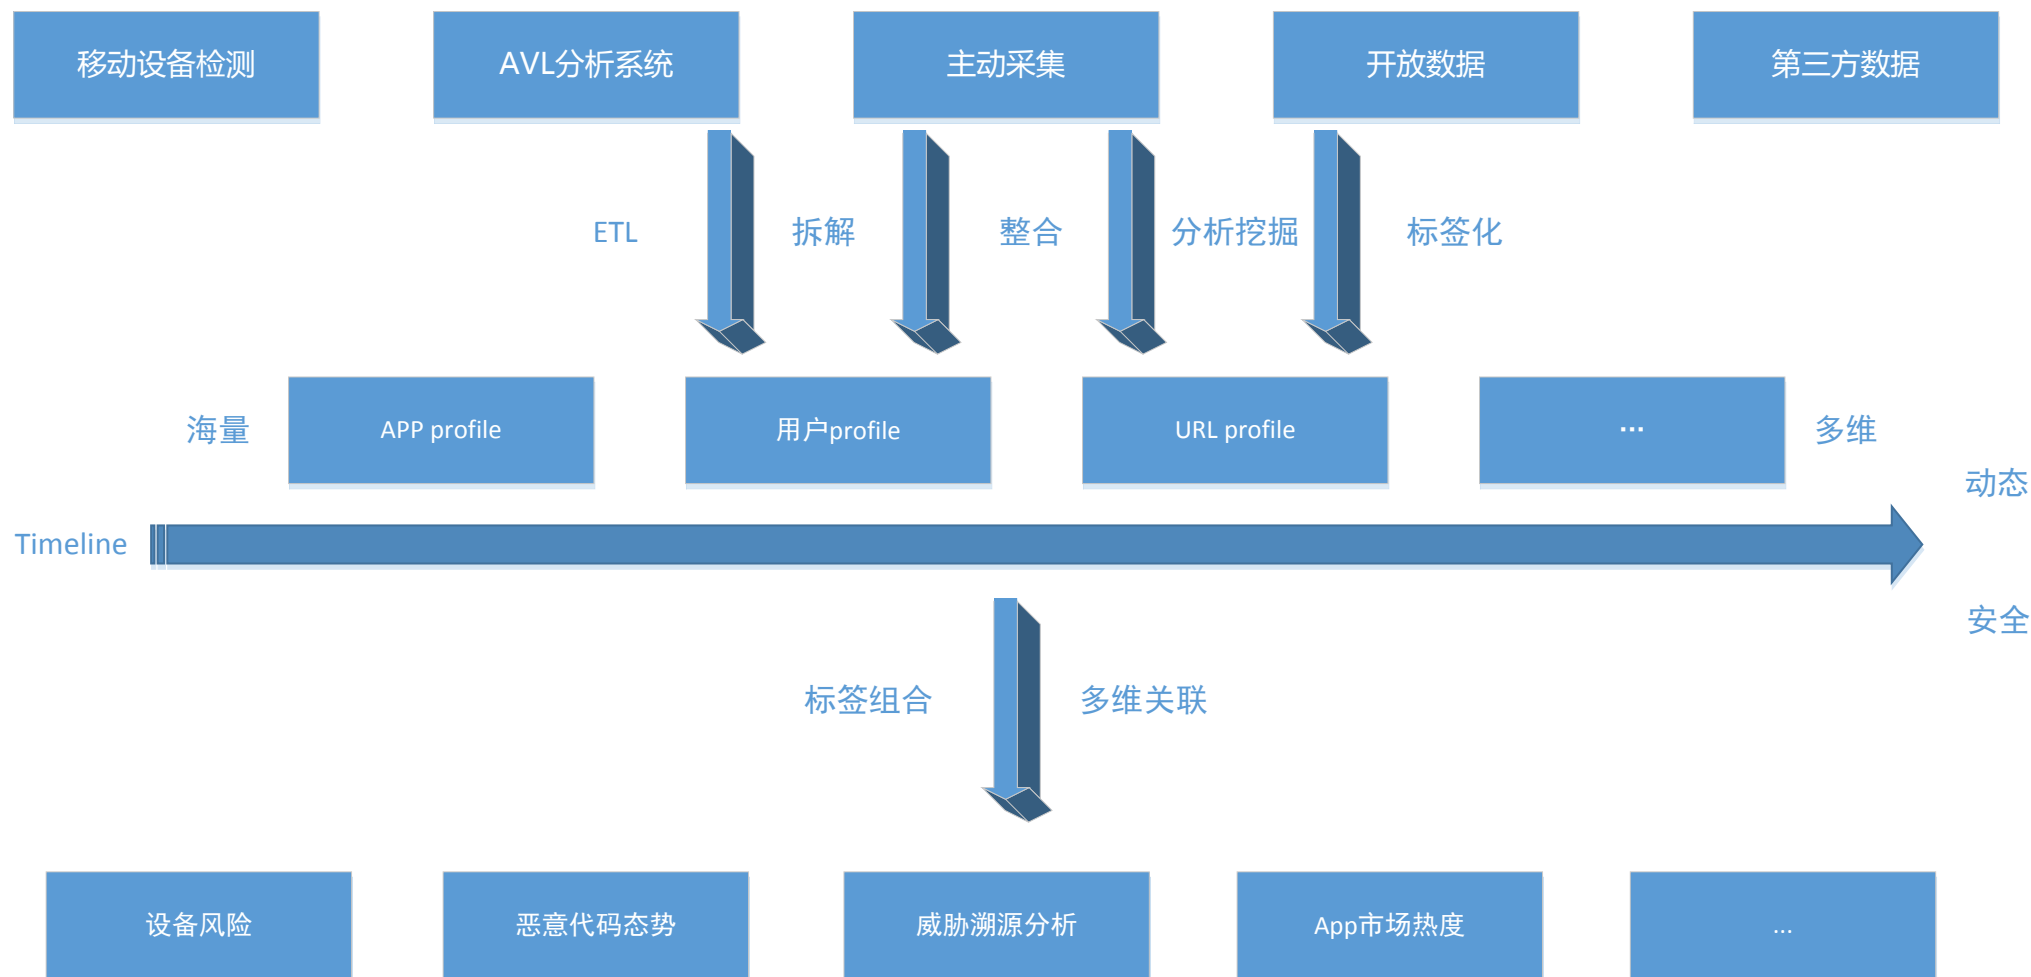 移动设备检测
AVL分析系统
主动采集
开放数据
第三方数据
ETL
拆解
整合
分析挖掘
标签化
海量
APP profile
用户profile
URL profile
...
多维
动态
Timeline
安全
标签组合
多维关联
设备风险
恶意代码态势
威胁溯源分析
App市场热度
...